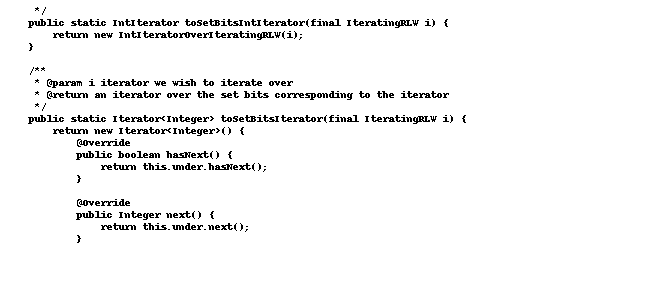 */
public static IntIterator toSetBitsIntIterator(final IteratingRLW i) {
    return new IntIteratorOverIteratingRLW(i);
}

/**
 * @param i iterator we wish to iterate over
 * @return an iterator over the set bits corresponding to the iterator
 */
public static Iterator<Integer> toSetBitsIterator(final IteratingRLW i) {
    return new Iterator<Integer>() {
        @Override
        public boolean hasNext() {
            return this.under.hasNext();
        }

        @Override
        public Integer next() {
            return this.under.next();
        }